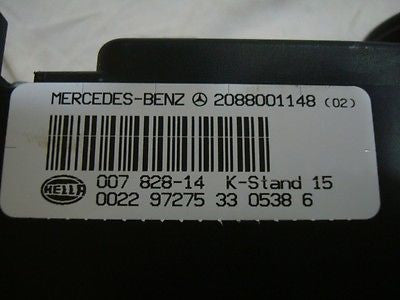 MERCEDES-BENZ 2088001148 (02)
HELLA 007 828-14 K-Stand 15
0022 97275 33 0538 6